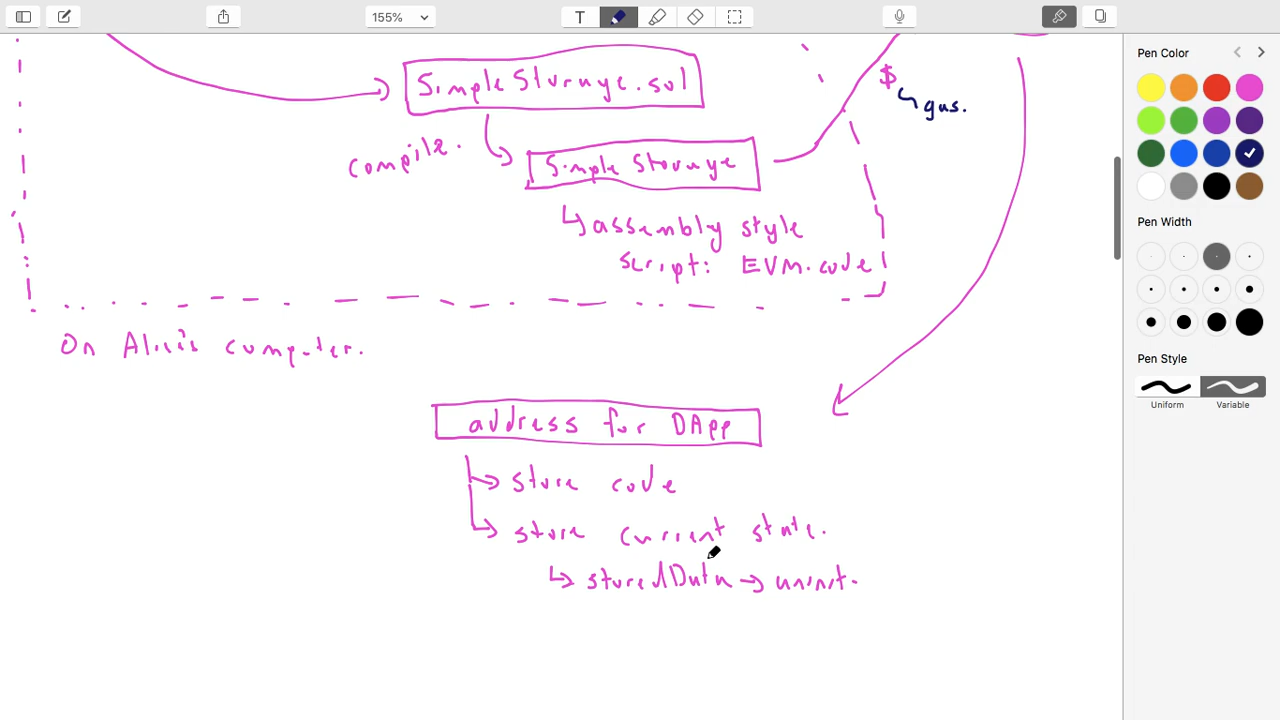 155%
T
Pen Color
SimpleStorage.sol
$
gas.
compile.
SimpleStorage
Pen Width
assembly style
script: EVM.code
On Alice's computer.
Pen Style
Uniform
Variable
address for DApp
store code
store current state.
storedData → uninit.